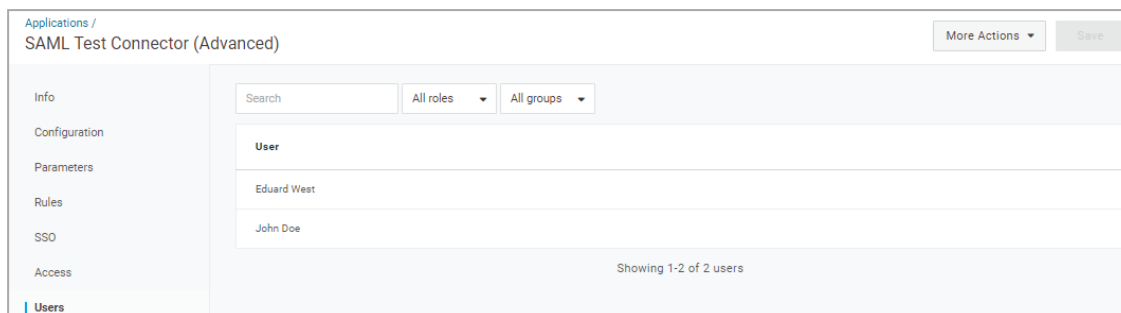 Applications /
SAML Test Connector (Advanced)
More Actions
Save
Info
Configuration
Parameters
Rules
SSO
Access
Users
Search
All roles
All groups
User
Eduard West
John Doe
Showing 1-2 of 2 users